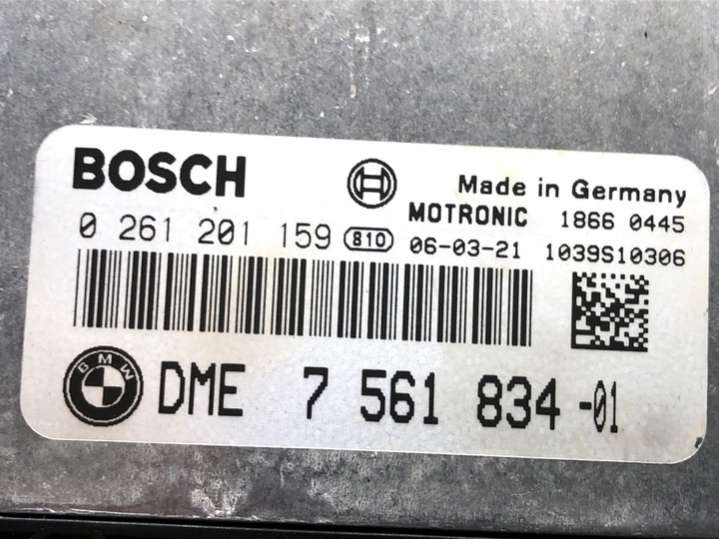 BOSCH
Made in Germany
MOTRONIC 1866 0445
0 261 201 159 810 06-03-21 1039S10306
BMW
DME 7 561 834 -01